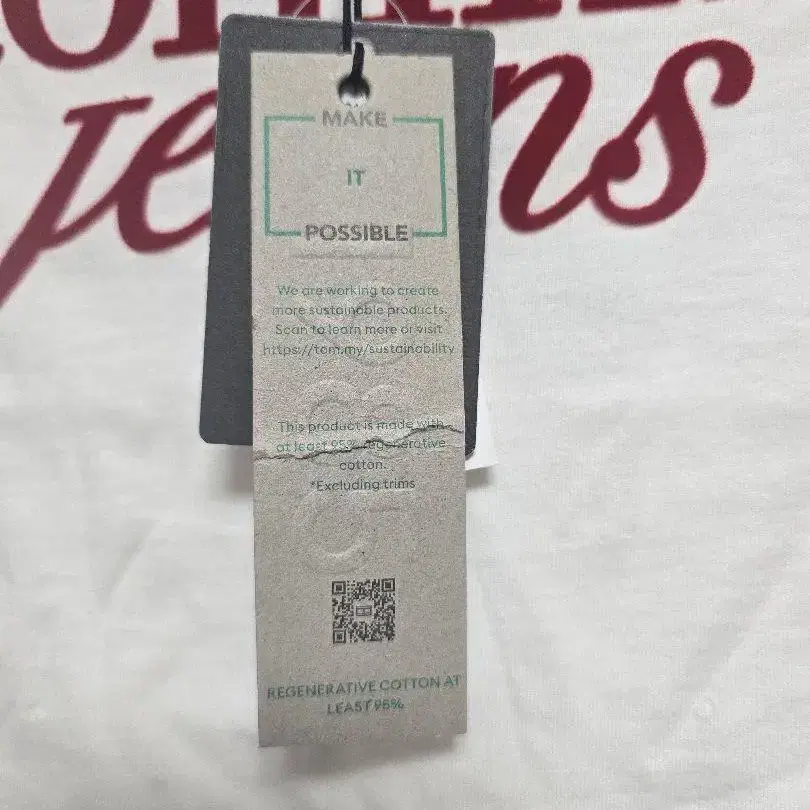 jeans
MAKE
IT
POSSIBLE
We are working to create
more sustainable products.
Scan to learn more or visit
https://tom.my/sustainability
This product is made with
at least 95% regenerative
cotton.
*Excluding trims
REGENERATIVE COTTON AT
LEAST 95%